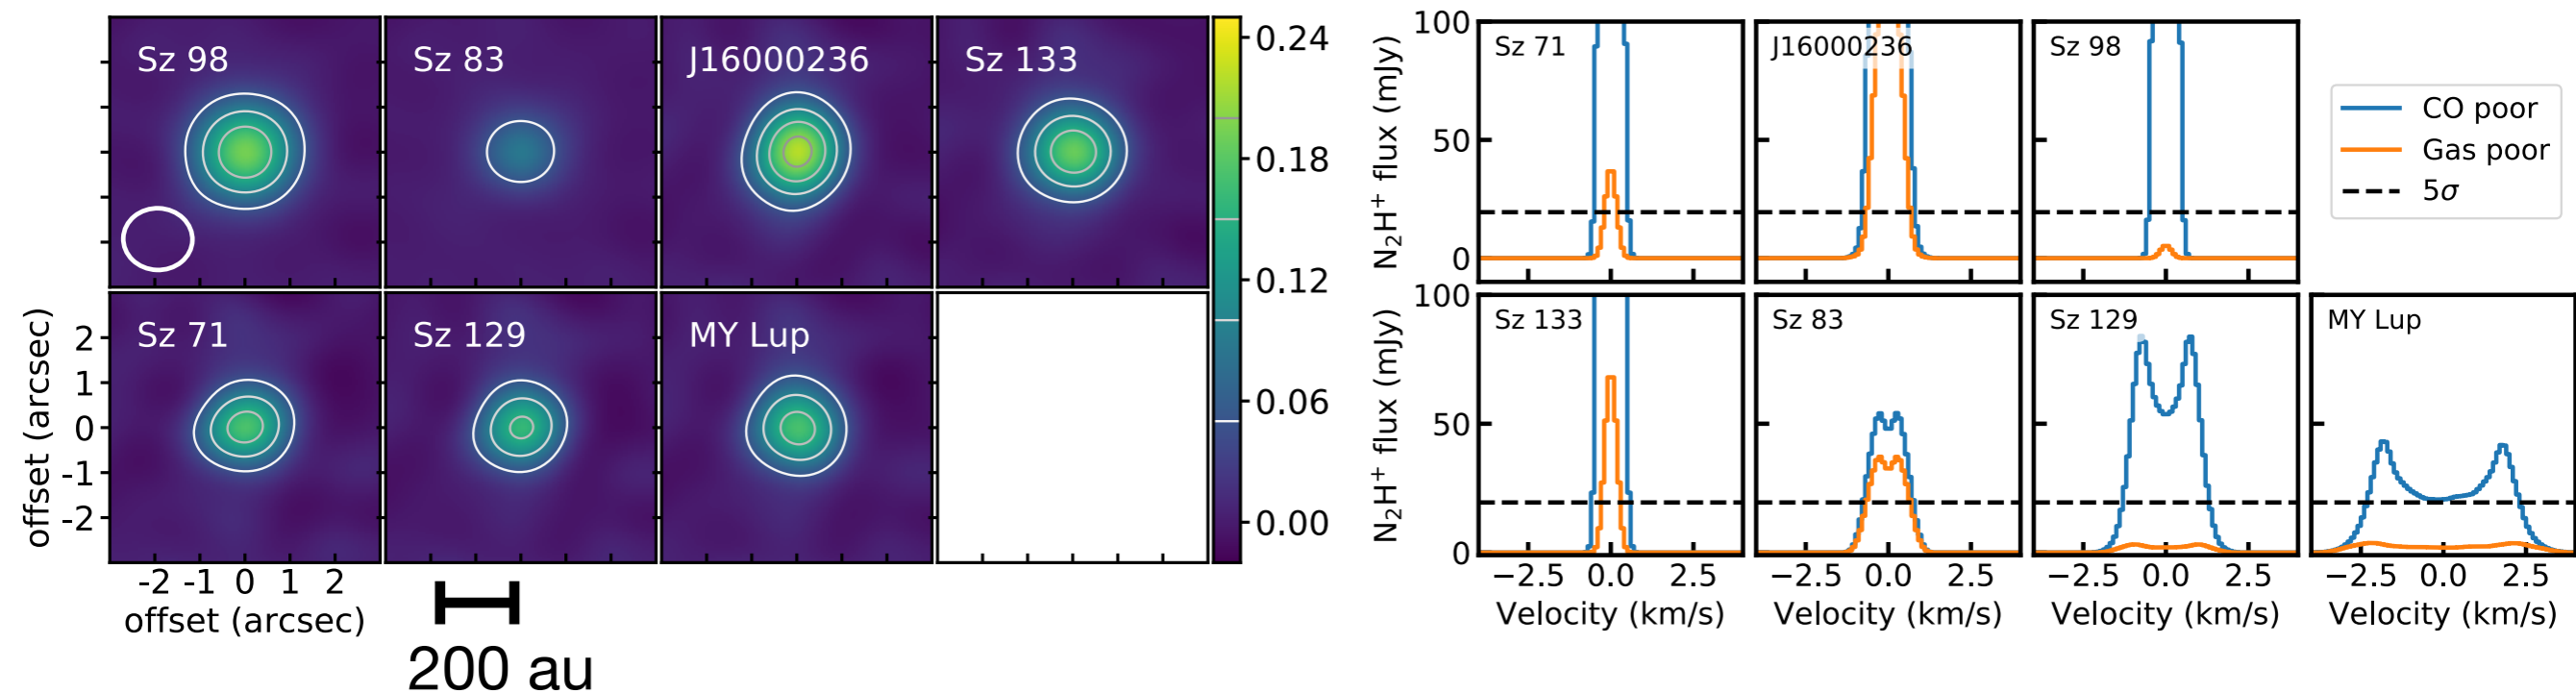 Sz 98 Sz 83 J16000236 Sz 133
Sz 71 Sz 129 MY Lup
0.24
0.18
0.12
0.06
0.00
offset (arcsec)
2
1
0
-1
-2
-2 -1 0 1 2
offset (arcsec)
200 au
N₂H⁺ flux (mJy)
100
50
0
Sz 71 J16000236 Sz 98
CO poor
Gas poor
5σ
N₂H⁺ flux (mJy)
100
50
0
Sz 133 Sz 83 Sz 129 MY Lup
−2.5 0.0 2.5 −2.5 0.0 2.5 −2.5 0.0 2.5 −2.5 0.0 2.5
Velocity (km/s) Velocity (km/s) Velocity (km/s) Velocity (km/s)